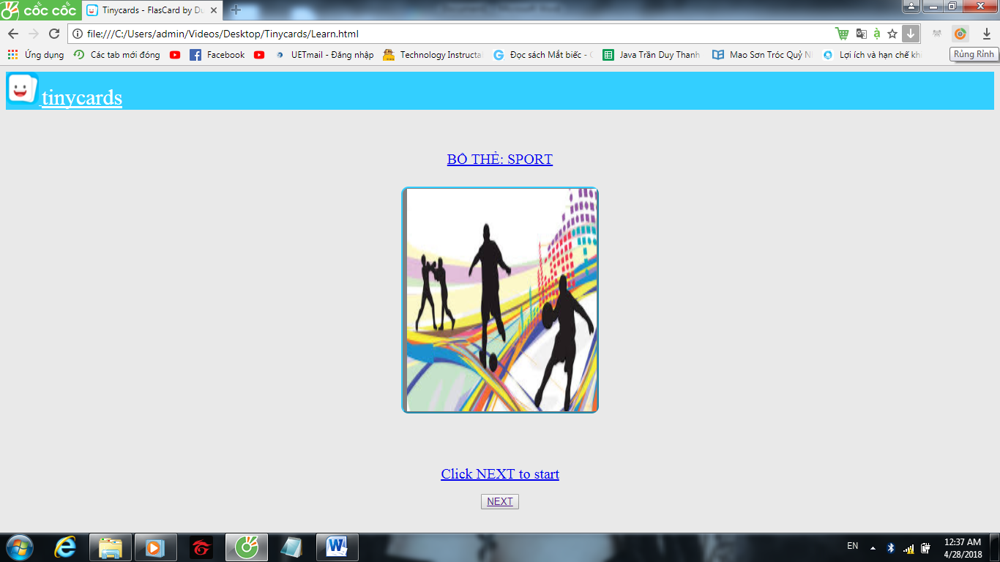 cốc cốc
Tinycards - FlasCard by Du
file:///C:/Users/admin/Videos/Desktop/Tinycards/Learn.html
Ứng dụng
Các tab mới đóng
Facebook
UETmail - Đăng nhập
Technology Instructa
Đọc sách Mắt biếc -
Java Trần Duy Thanh
Mao Sơn Tróc Quỷ N
Lợi ích và hạn chế kh
Rủng Rỉnh
tinycards
BỘ THẺ: SPORT
Click NEXT to start
NEXT
EN
12:37 AM
4/28/2018